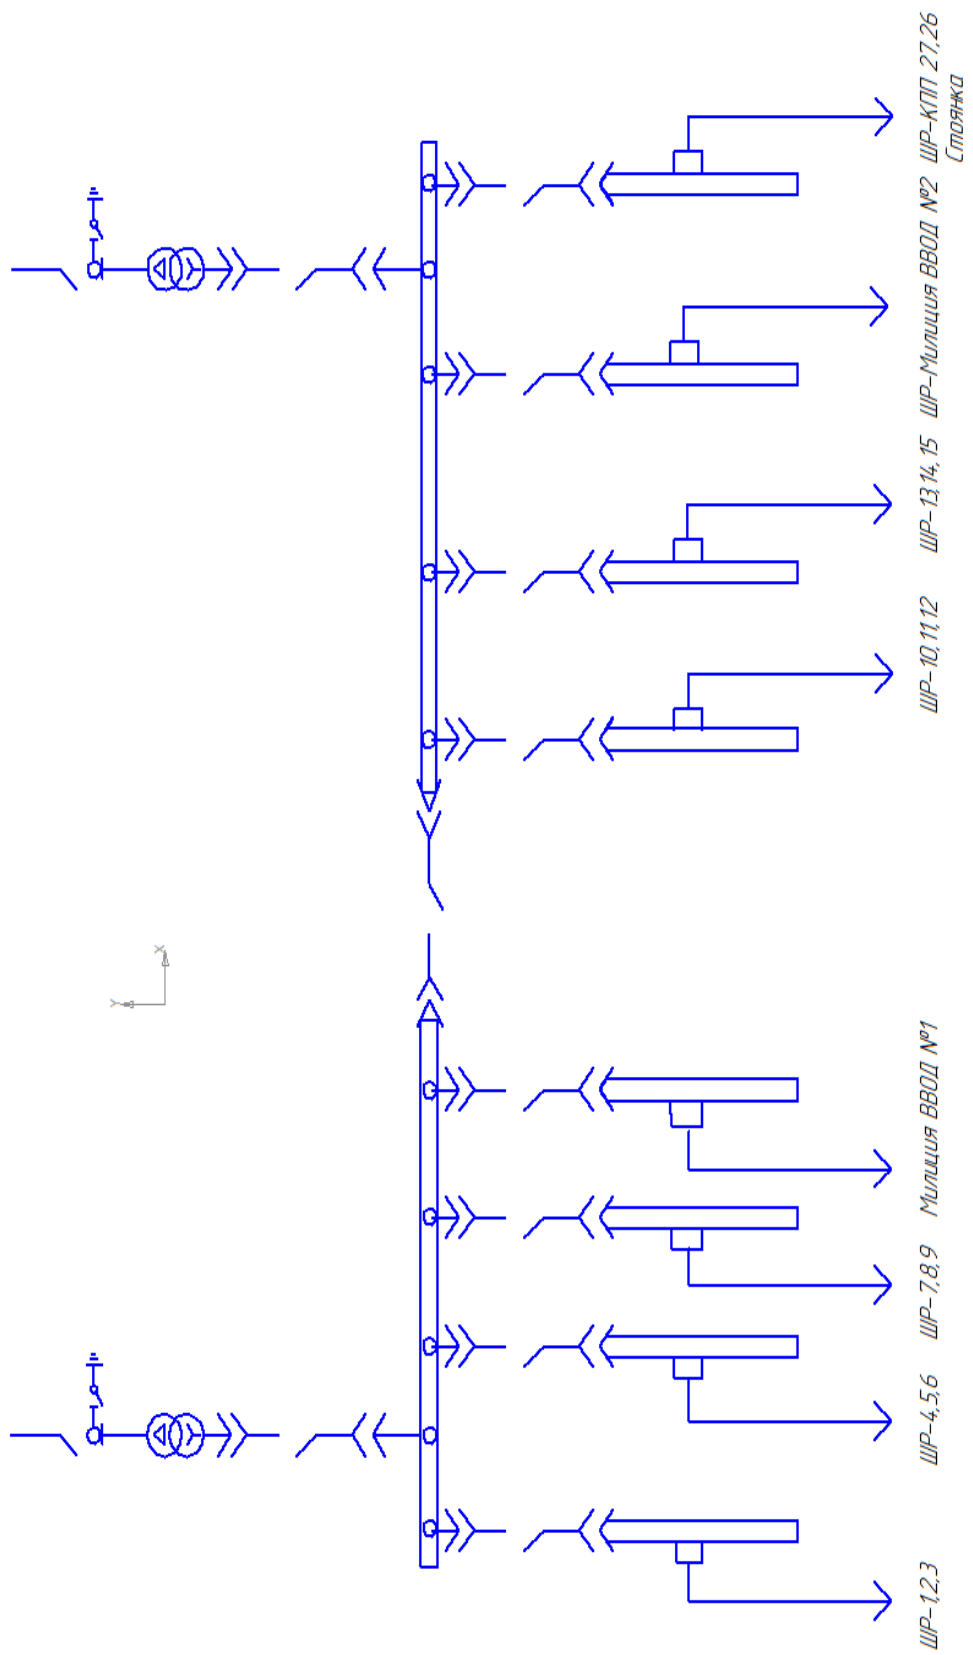 ШР-1,2,3
ШР-4,5,6
ШР-7,8,9
Милиция ВВОД №1
ШР-10,11,12
ШР-13,14,15
ШР-Милиция ВВОД №2
ШР-КПП 27,26
Стоянка
Y
X